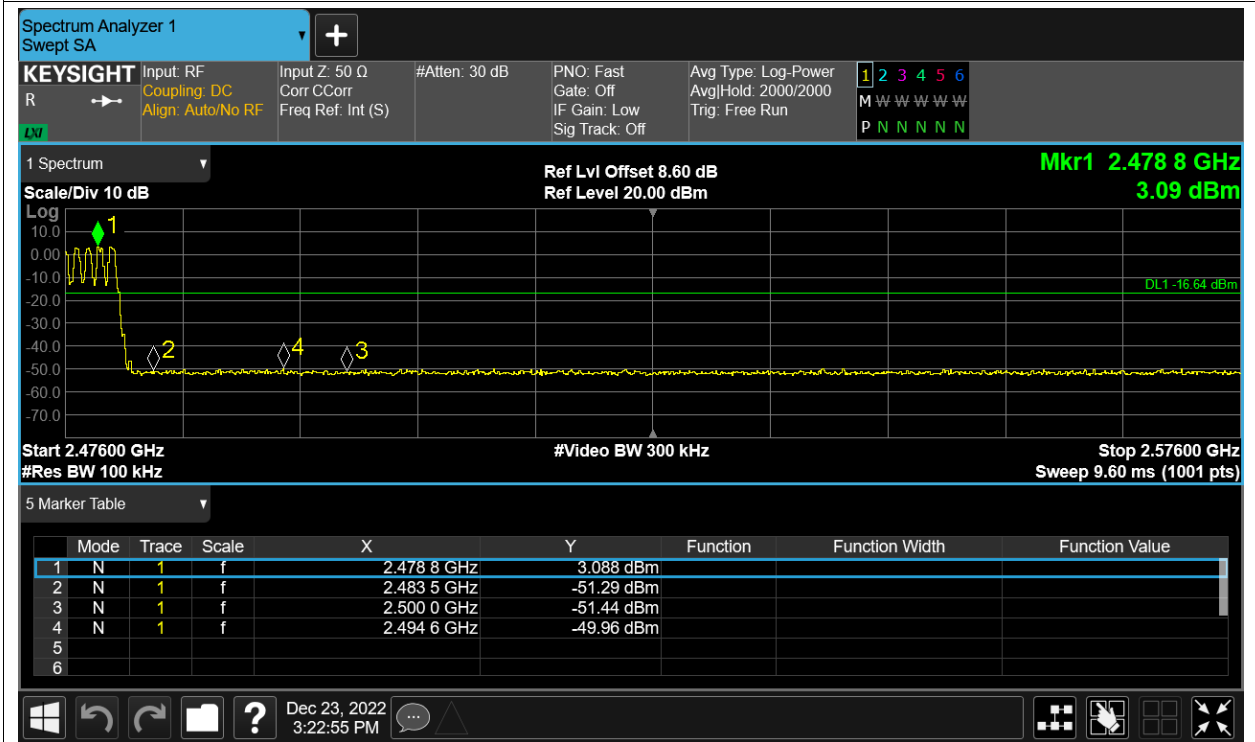 Spectrum Analyzer 1
Swept SA
+
KEYSIGHT Input: RF Input Z: 50 Ω #Atten: 30 dB PNO: Fast Avg Type: Log-Power 1 2 3 4 5 6
R Coupling: DC Corr CCorr Gate: Off Avg|Hold: 2000/2000 M W W W W W
Align: Auto/No RF Freq Ref: Int (S) IF Gain: Low Trig: Free Run
LXI Sig Track: Off P N N N N N
1 Spectrum Ref Lvl Offset 8.60 dB Mkr1 2.478 8 GHz
Scale/Div 10 dB Ref Level 20.00 dBm 3.09 dBm
Log
1
10.0
0.00
-10.0
DL1 -16.64 dBm
-20.0
-30.0
-40.0
2 4 3
-50.0
-60.0
-70.0
Start 2.47600 GHz #Video BW 300 kHz Stop 2.57600 GHz
#Res BW 100 kHz Sweep 9.60 ms (1001 pts)
5 Marker Table
Mode Trace Scale X Y Function Function Width Function Value
1 N 1 f 2.478 8 GHz 3.088 dBm
2 N 1 f 2.483 5 GHz -51.29 dBm
3 N 1 f 2.500 0 GHz -51.44 dBm
4 N 1 f 2.494 6 GHz -49.96 dBm
5
6
? Dec 23, 2022
3:22:55 PM